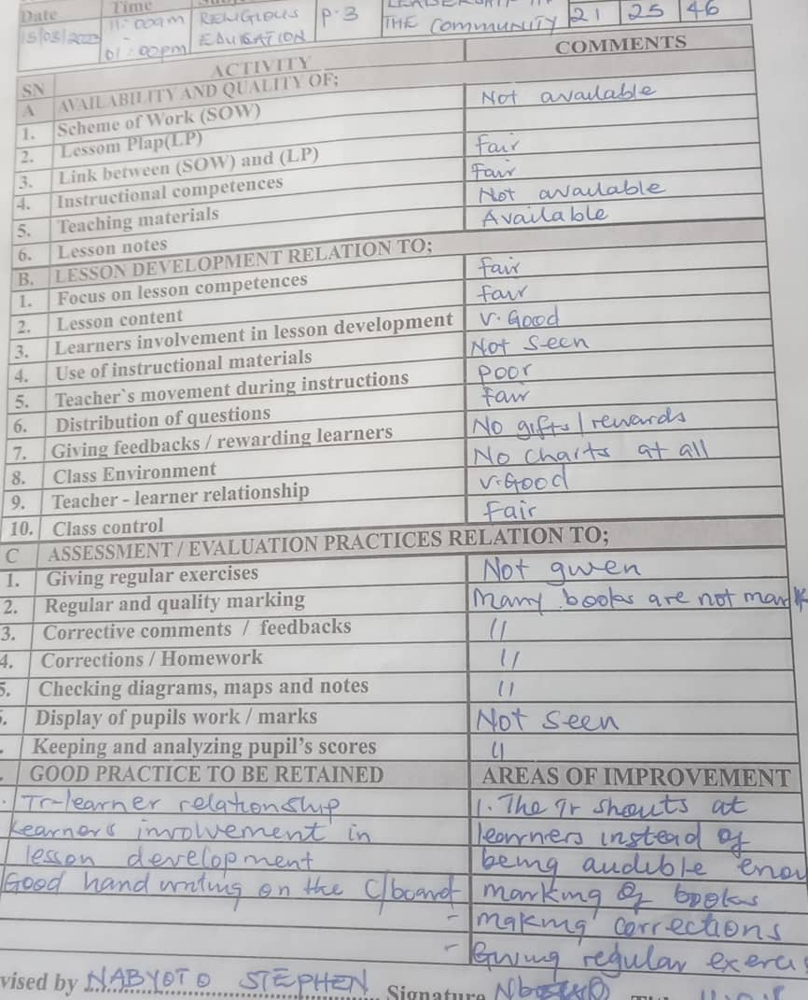 Date Time
15/03/2023 11:00am RELIGIOUS P.3 21 25 46
01:00pm EDUCATION THE COMMUNITY
SN ACTIVITY COMMENTS
A AVAILABILITY AND QUALITY OF;
1. Scheme of Work (SOW) Not available
2. Lessom Plap(LP)
3. Link between (SOW) and (LP) Fair
4. Instructional competences Fair
5. Teaching materials Not available
6. Lesson notes Available
B. LESSON DEVELOPMENT RELATION TO;
1. Focus on lesson competences fair
2. Lesson content fair
3. Learners involvement in lesson development V.Good
4. Use of instructional materials Not Seen
5. Teacher`s movement during instructions poor
6. Distribution of questions fair
7. Giving feedbacks / rewarding learners No gifts/rewards
8. Class Environment No charts at all
9. Teacher - learner relationship V.Good
10. Class control Fair
C ASSESSMENT / EVALUATION PRACTICES RELATION TO;
1. Giving regular exercises Not given
2. Regular and quality marking Many books are not mark
3. Corrective comments / feedbacks //
4. Corrections / Homework //
5. Checking diagrams, maps and notes //
. Display of pupils work / marks Not Seen
. Keeping and analyzing pupil's scores //
. GOOD PRACTICE TO BE RETAINED AREAS OF IMPROVEMENT
. Tr-learner relationship 1. The Tr shouts at
Learners involvement in learners instead of
lesson development being audible enou
Good hand writing on the C/board marking of books
- making corrections
- Giving regular exerci
vised by NABYOTO STEPHEN Signature